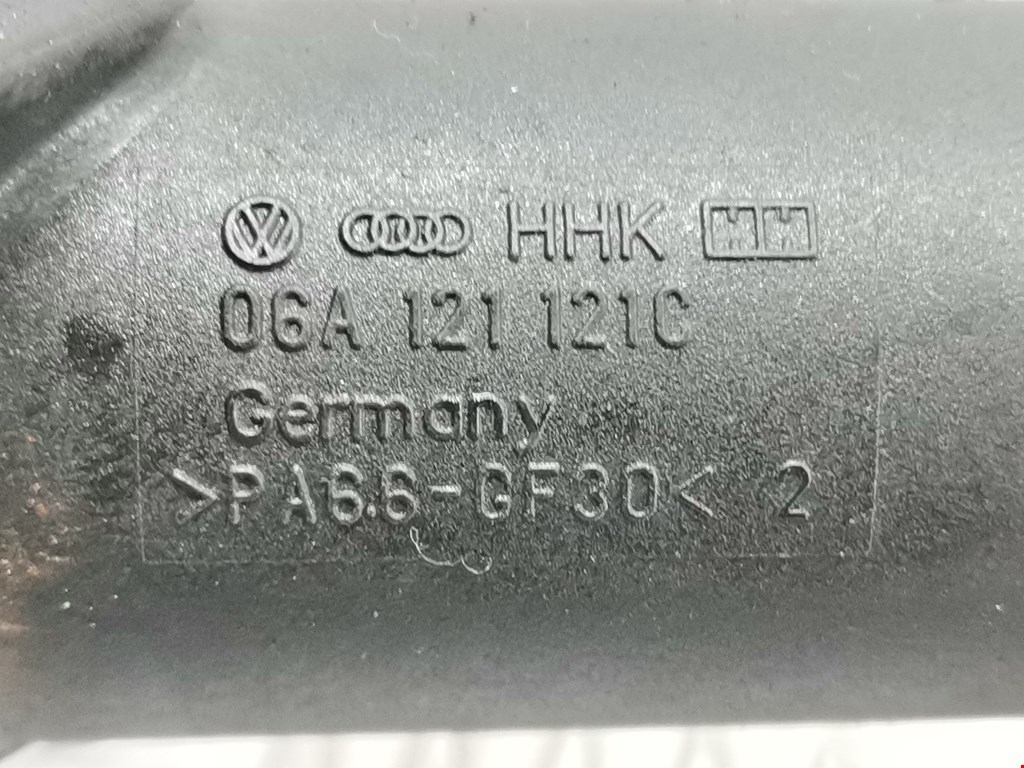 HHK
06A 121 121C
Germany
>PA6.6-GF30< 2